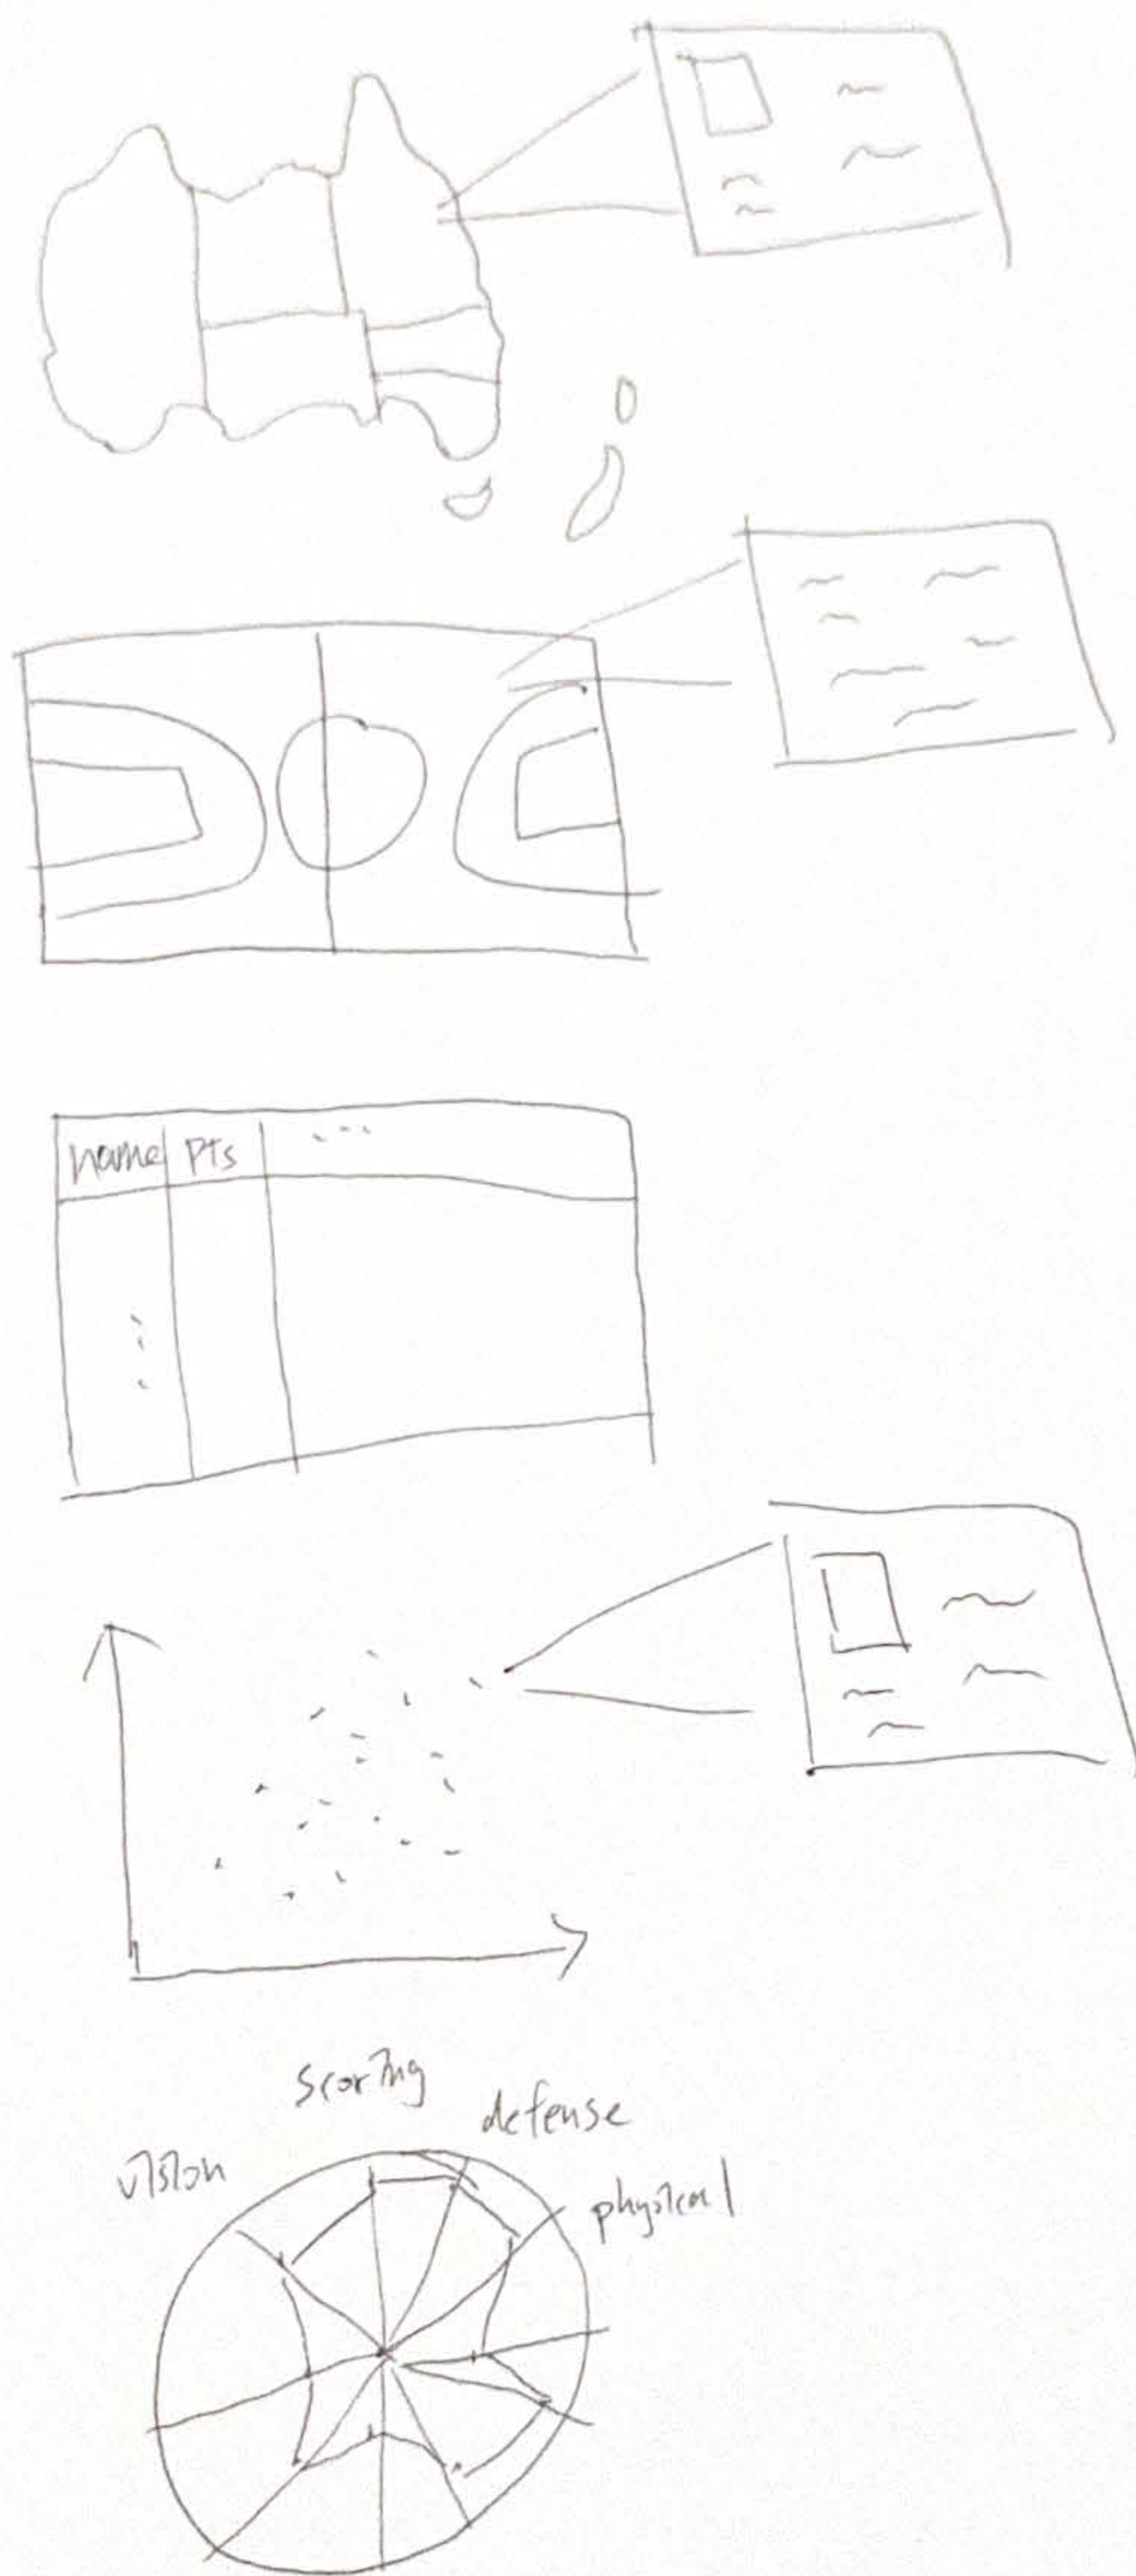 name PTs ...
scoring
defense
vision
physical